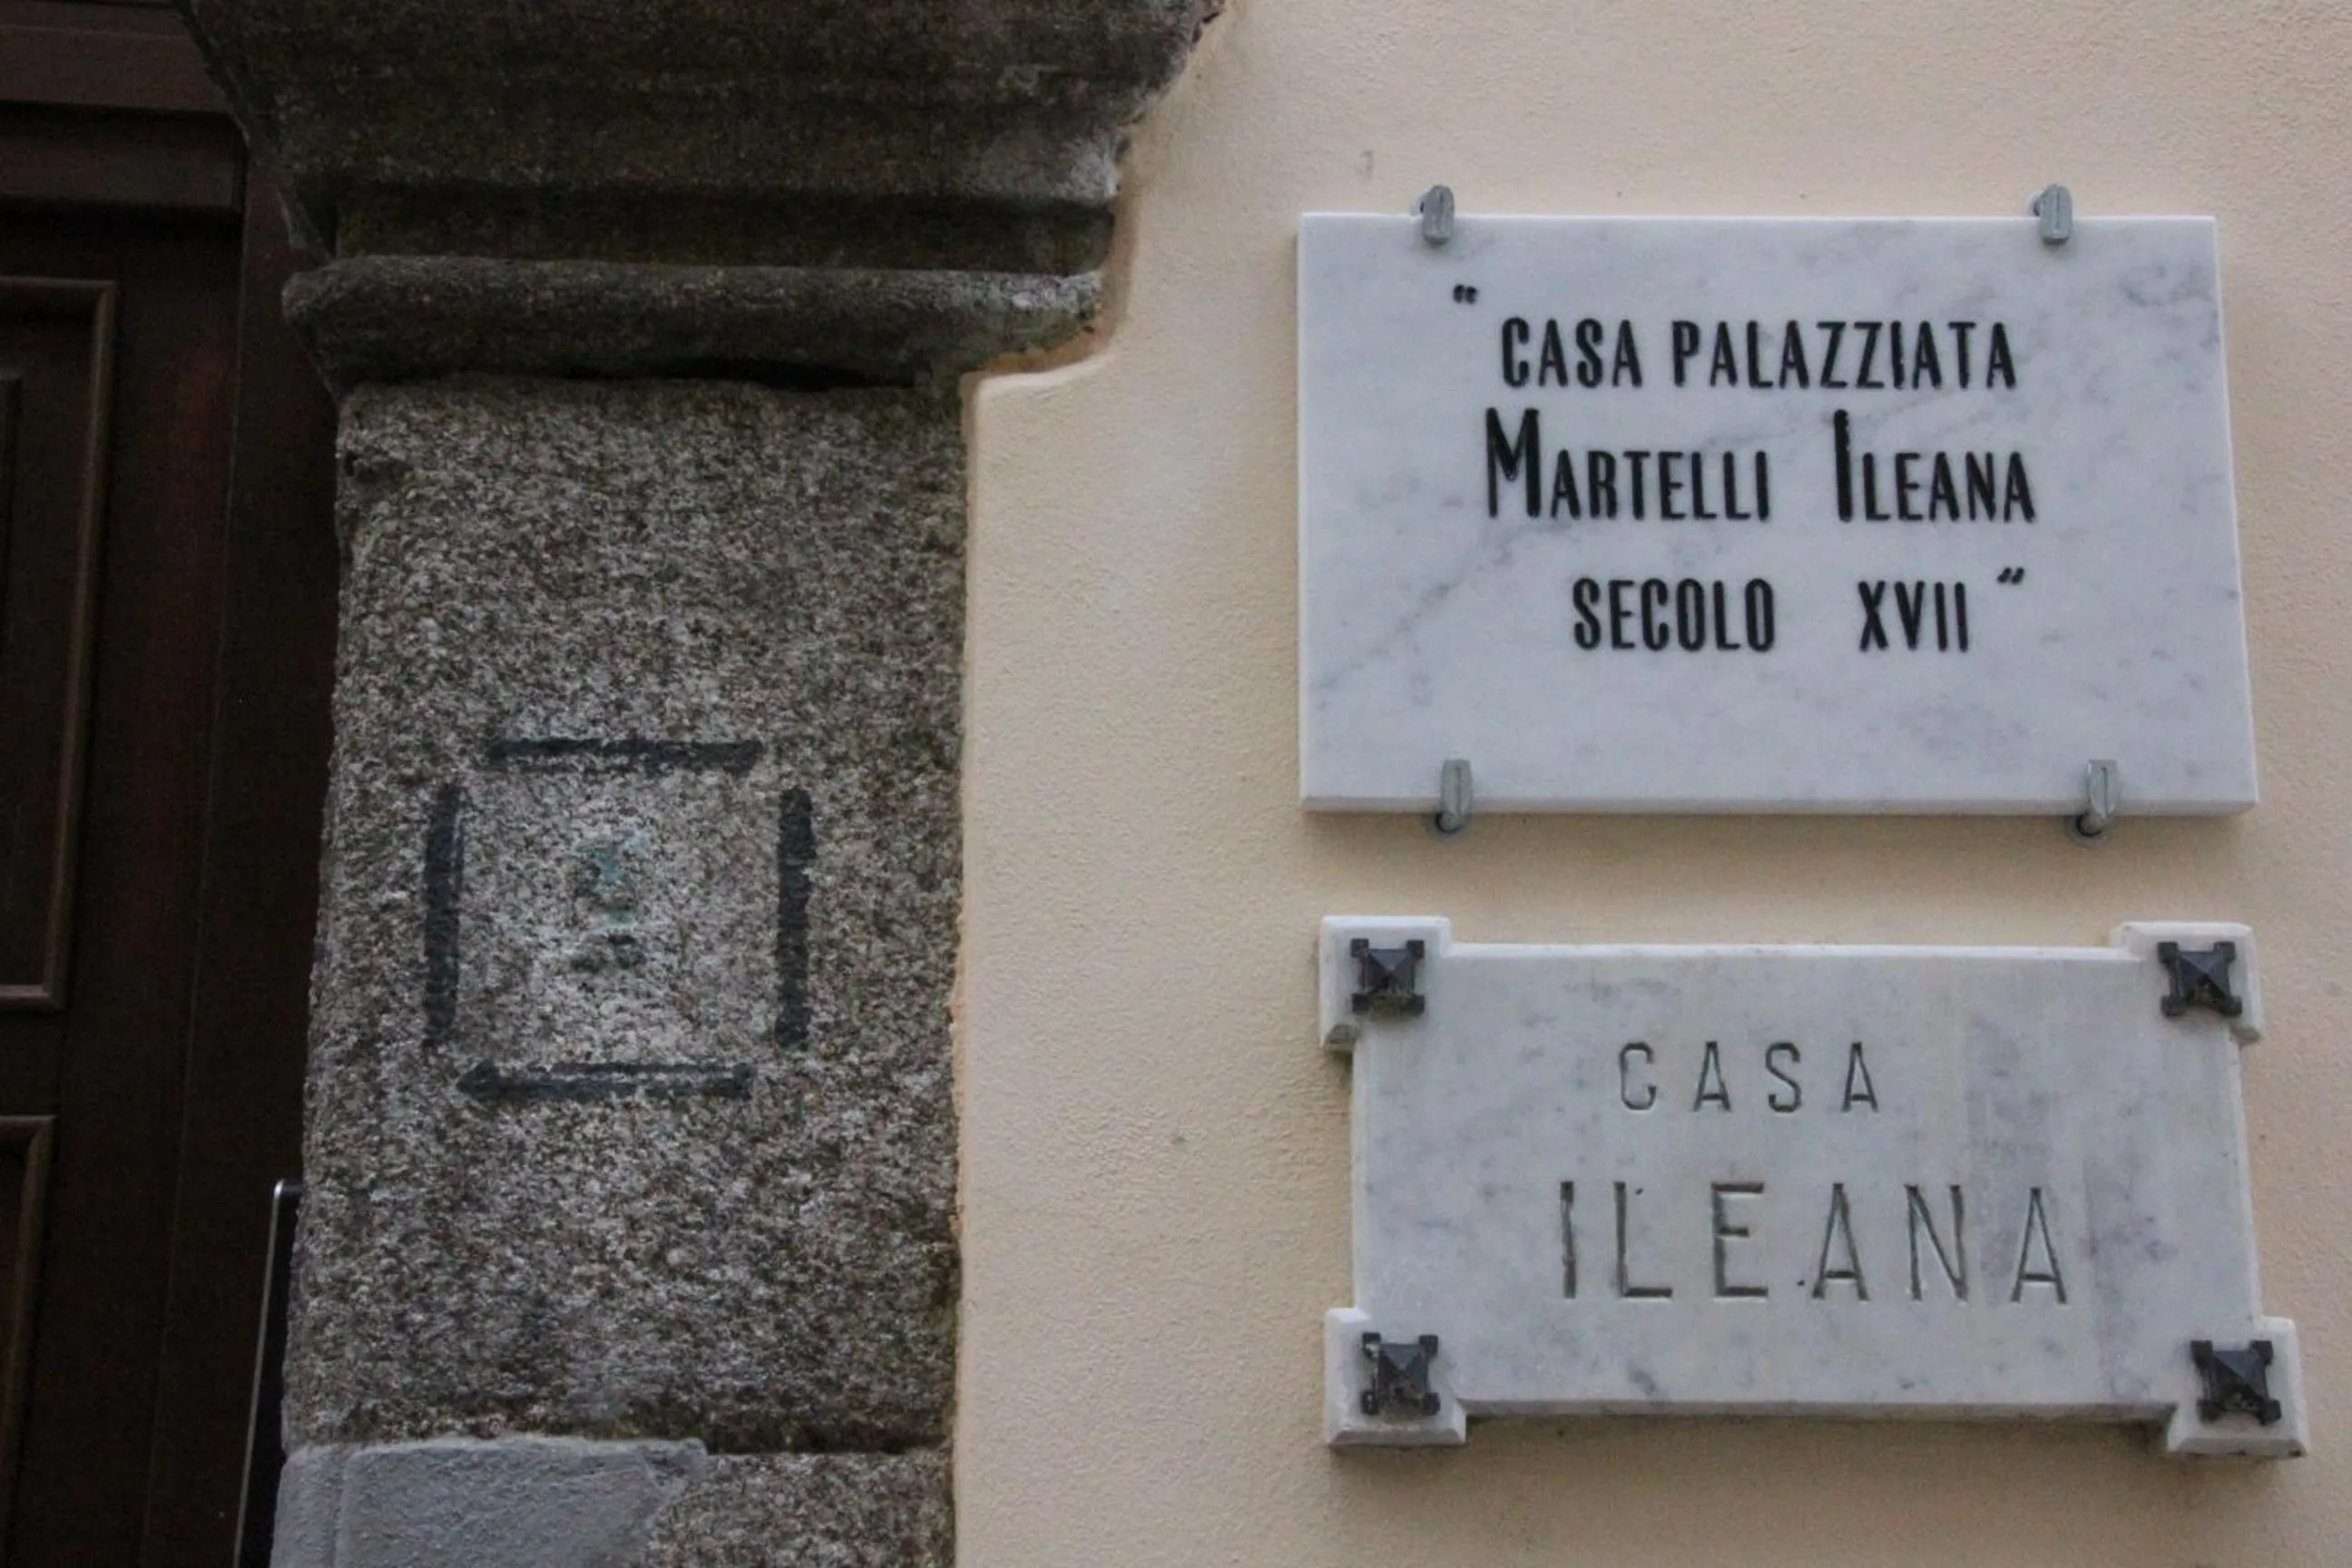 "CASA PALAZZIATA
MARTELLI ILEANA
SECOLO XVII"
CASA
ILEANA